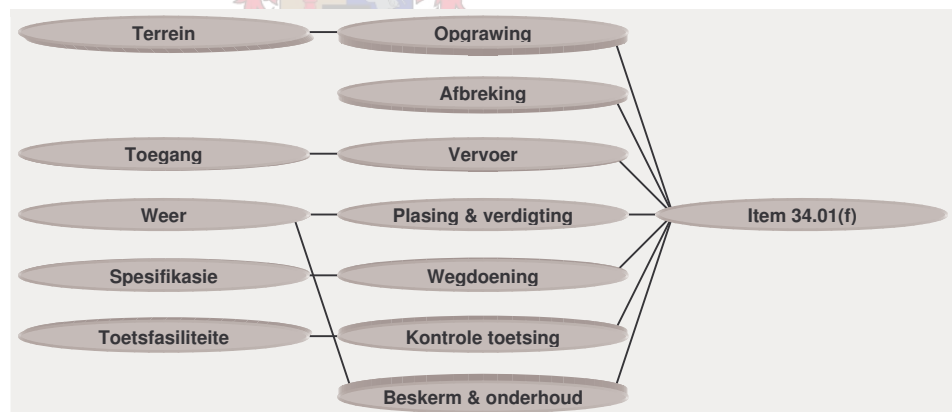 Terrein
Opgrawing
Afbreking
Toegang
Vervoer
Weer
Plasing & verdigting
Item 34.01(f)
Spesifikasie
Wegdoening
Toetsfasiliteite
Kontrole toetsing
Beskerm & onderhoud